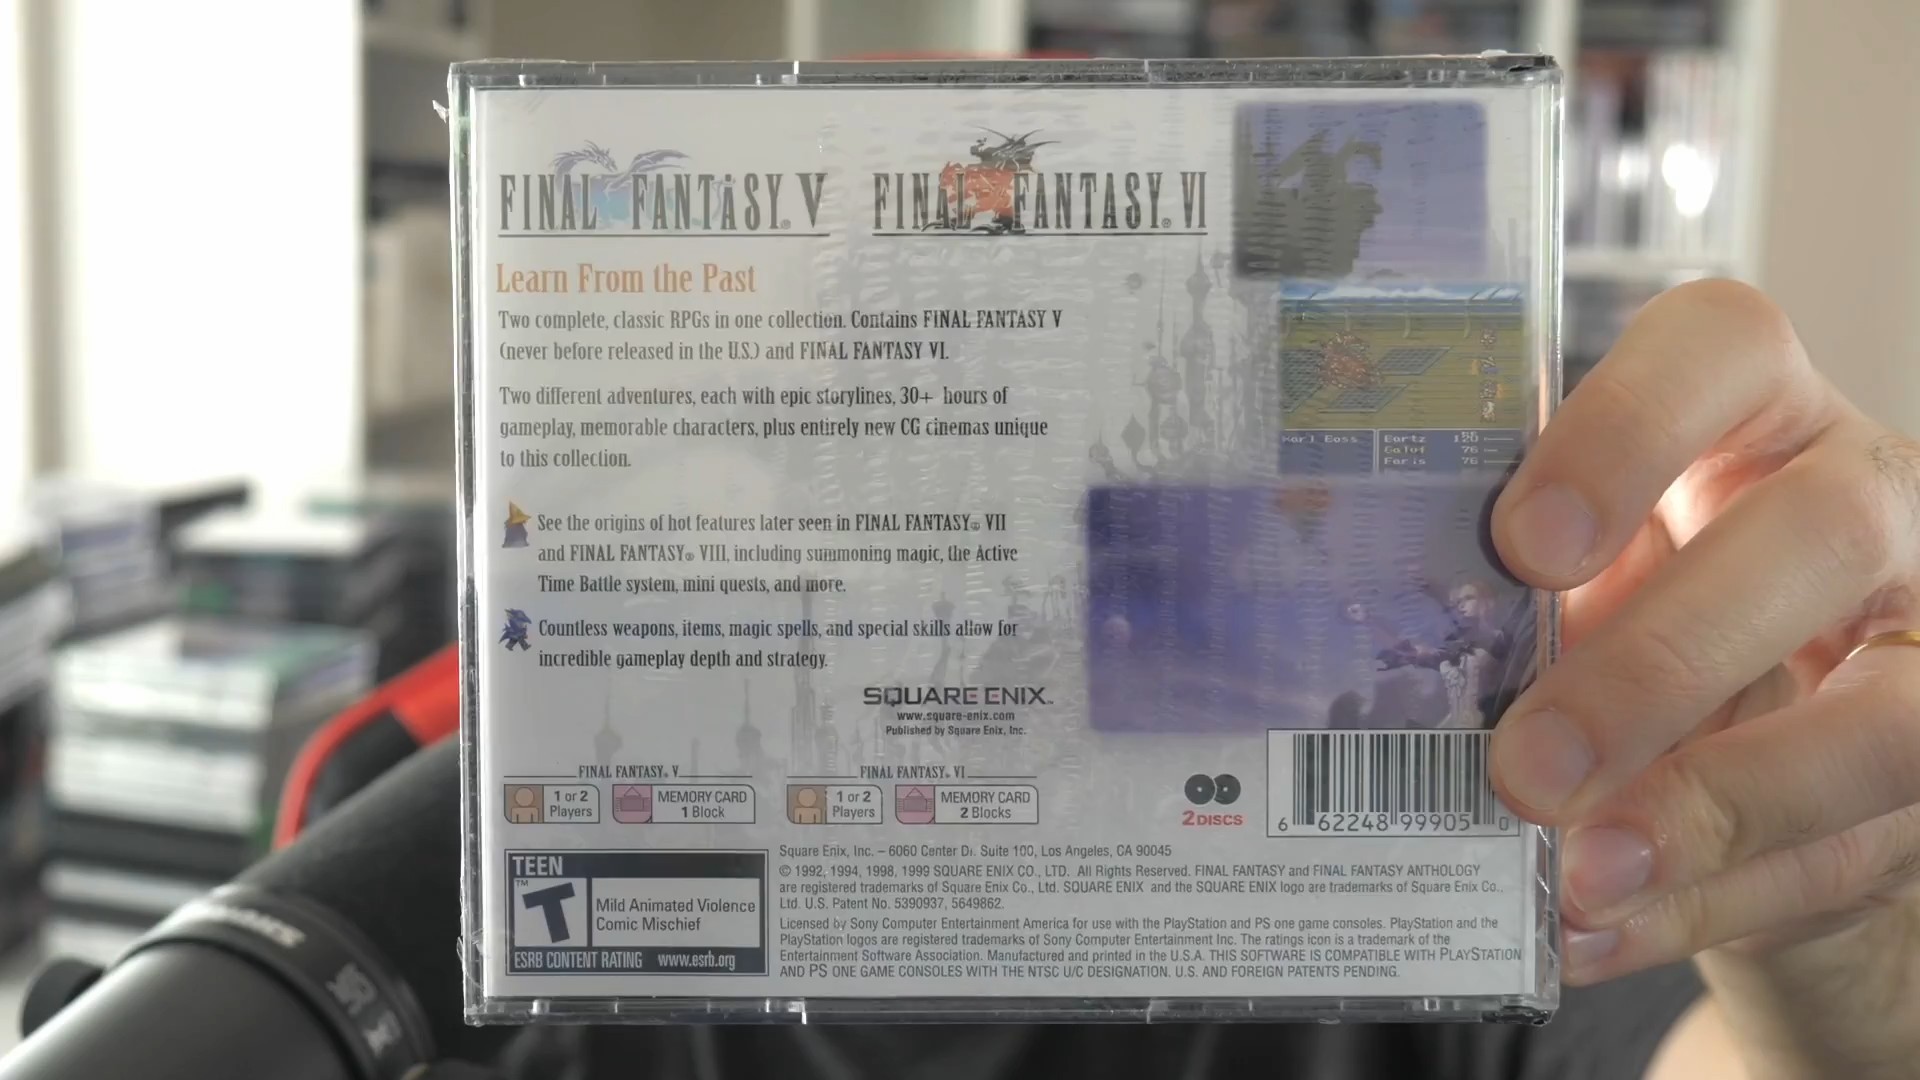 FINAL FANTASY® V
FINAL FANTASY® VI
Learn From the Past
Two complete, classic RPGs in one collection. Contains FINAL FANTASY V
(never before released in the U.S.) and FINAL FANTASY VI.
Two different adventures, each with epic storylines, 30+ hours of
gameplay, memorable characters, plus entirely new CG cinemas unique
to this collection.
See the origins of hot features later seen in FINAL FANTASY® VII
and FINAL FANTASY® VIII, including summoning magic, the Active
Time Battle system, mini quests, and more.
Countless weapons, items, magic spells, and special skills allow for
incredible gameplay depth and strategy.
Karl Boss
Bartz 120
Galuf 76
Faris 76
SQUARE ENIX™
www.square-enix.com
Published by Square Enix, Inc.
FINAL FANTASY® V
1 or 2
Players
MEMORY CARD
1 Block
FINAL FANTASY® VI
1 or 2
Players
MEMORY CARD
2 Blocks
2 DISCS
6 62248 99905 0
TEEN
T™
Mild Animated Violence
Comic Mischief
ESRB CONTENT RATING www.esrb.org
Square Enix, Inc. – 6060 Center Dr. Suite 100, Los Angeles, CA 90045
© 1992, 1994, 1998, 1999 SQUARE ENIX CO., LTD. All Rights Reserved. FINAL FANTASY and FINAL FANTASY ANTHOLOGY
are registered trademarks of Square Enix Co., Ltd. SQUARE ENIX and the SQUARE ENIX logo are trademarks of Square Enix Co.,
Ltd. U.S. Patent No. 5390937, 5649862.
Licensed by Sony Computer Entertainment America for use with the PlayStation and PS one game consoles. PlayStation and the
PlayStation logos are registered trademarks of Sony Computer Entertainment Inc. The ratings icon is a trademark of the
Entertainment Software Association. Manufactured and printed in the U.S.A. THIS SOFTWARE IS COMPATIBLE WITH PLAYSTATION
AND PS ONE GAME CONSOLES WITH THE NTSC U/C DESIGNATION. U.S. AND FOREIGN PATENTS PENDING.